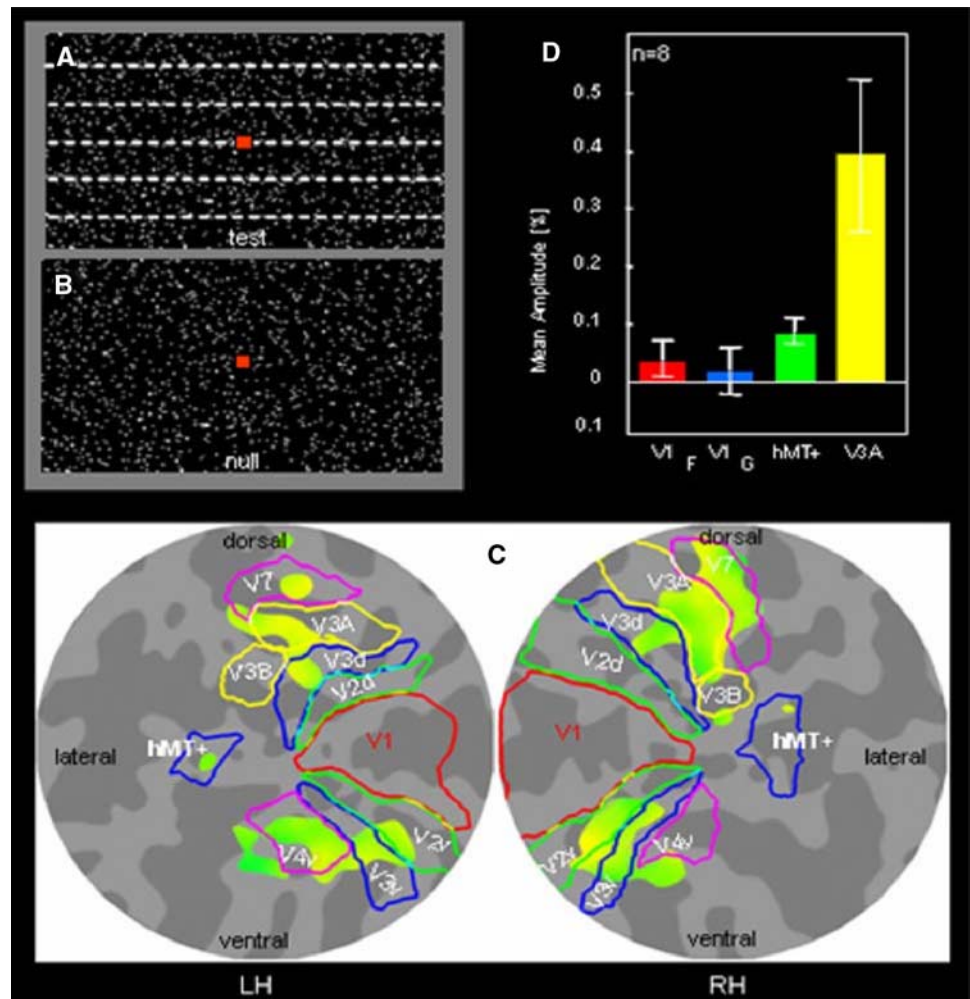 A
test
B
null
D
n=8
Mean Amplitude [%]
0.5
0.4
0.3
0.2
0.1
0
0.1
V1 F
V1 G
hMT+
V3A
C
dorsal
V7
V3A
V3d
V3B
V2d
hMT+
V1
lateral
V4v
V2v
V3v
ventral
LH
dorsal
V7
V3A
V3d
V2d
V3B
V1
hMT+
lateral
V2v
V4v
V3v
ventral
RH